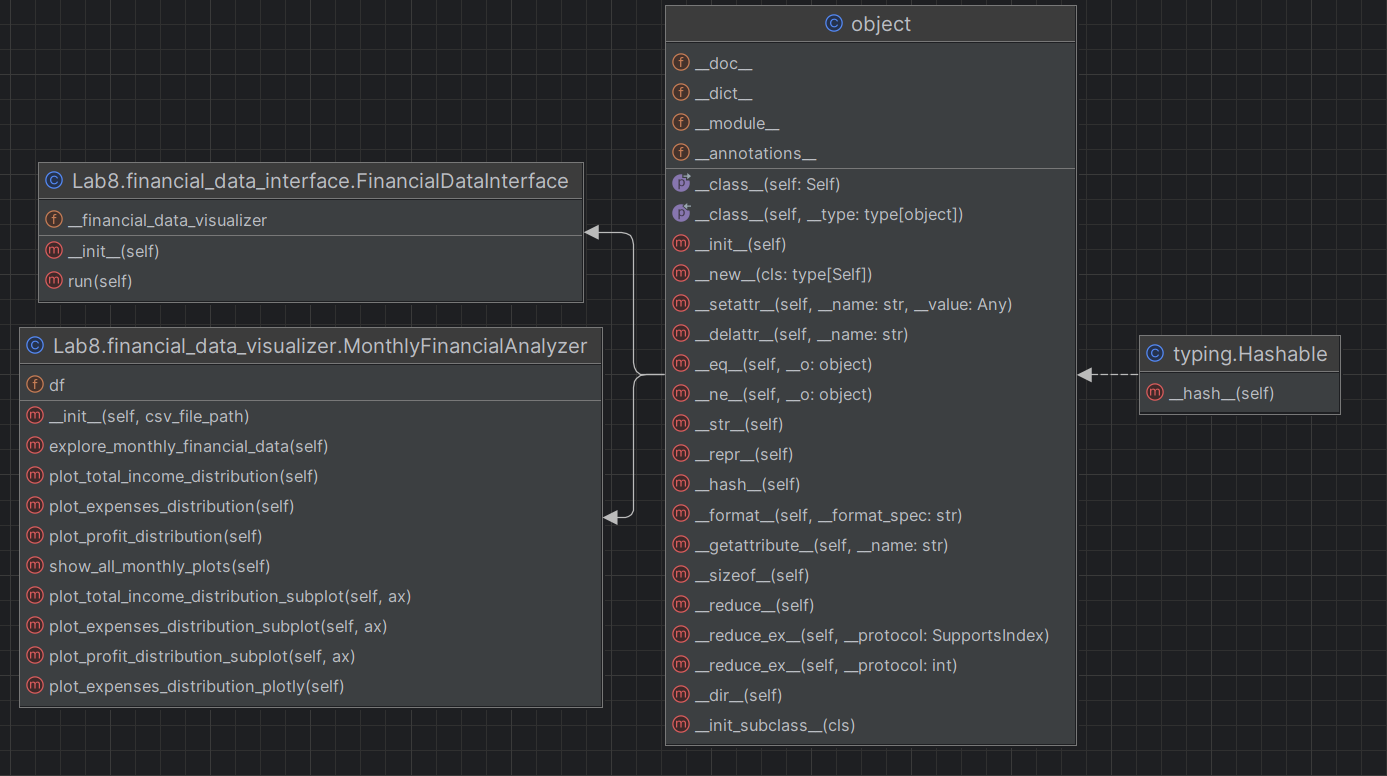 Lab8.financial_data_interface.FinancialDataInterface
__financial_data_visualizer
__init__(self)
run(self)
Lab8.financial_data_visualizer.MonthlyFinancialAnalyzer
df
__init__(self, csv_file_path)
explore_monthly_financial_data(self)
plot_total_income_distribution(self)
plot_expenses_distribution(self)
plot_profit_distribution(self)
show_all_monthly_plots(self)
plot_total_income_distribution_subplot(self, ax)
plot_expenses_distribution_subplot(self, ax)
plot_profit_distribution_subplot(self, ax)
plot_expenses_distribution_plotly(self)
object
__doc__
__dict__
__module__
__annotations__
__class__(self: Self)
__class__(self, __type: type[object])
__init__(self)
__new__(cls: type[Self])
__setattr__(self, __name: str, __value: Any)
__delattr__(self, __name: str)
__eq__(self, __o: object)
__ne__(self, __o: object)
__str__(self)
__repr__(self)
__hash__(self)
__format__(self, __format_spec: str)
__getattribute__(self, __name: str)
__sizeof__(self)
__reduce__(self)
__reduce_ex__(self, __protocol: SupportsIndex)
__reduce_ex__(self, __protocol: int)
__dir__(self)
__init_subclass__(cls)
typing.Hashable
__hash__(self)